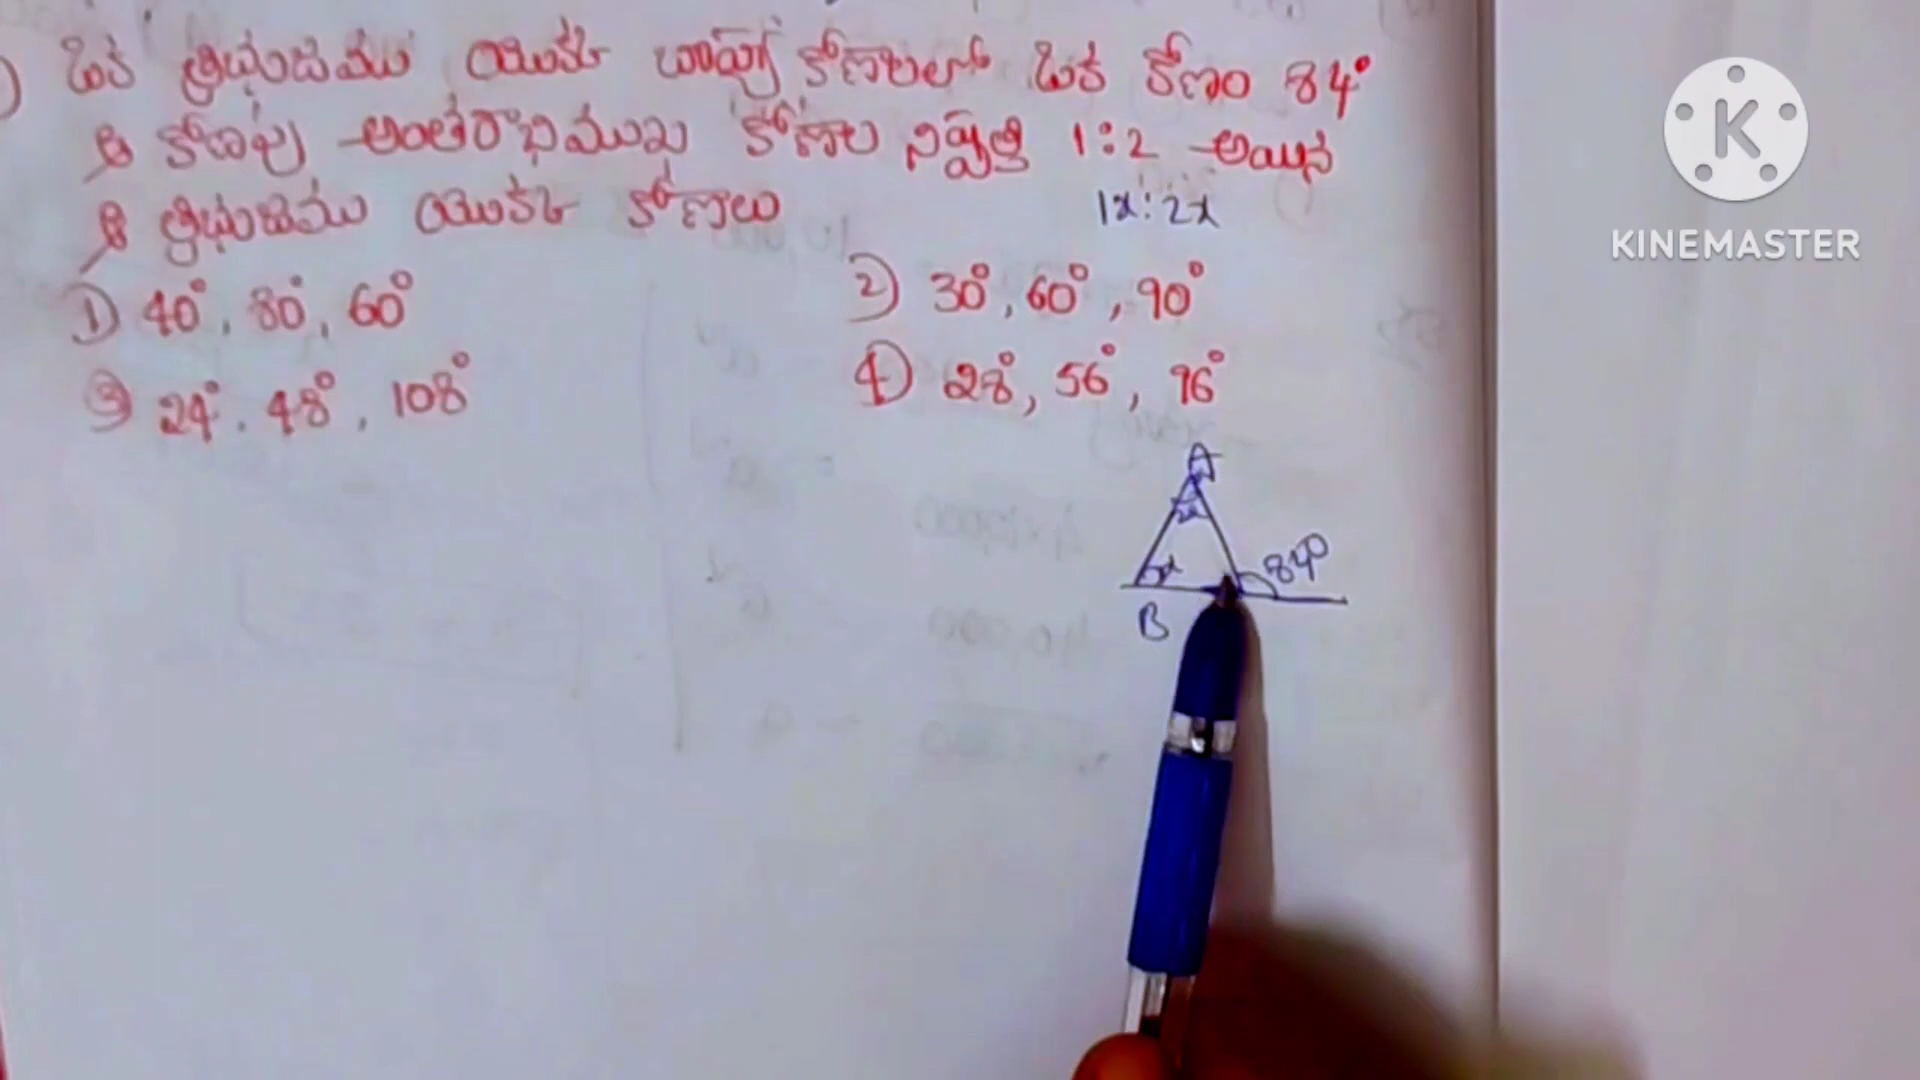 ఒక త్రిభుజము యొక్క బాహ్య కోణాలలో ఒక కోణం 84°
ఆ కోణపు అంతరాభిముఖ కోణాల నిష్పత్తి 1:2 అయిన
ఆ త్రిభుజము యొక్క కోణాలు
1x:2x
1) 40°, 80°, 60°
2) 30°, 60°, 90°
3) 24°, 48°, 108°
4) 28°, 56°, 96°
A
2x
x
84°
B
K
KINEMASTER